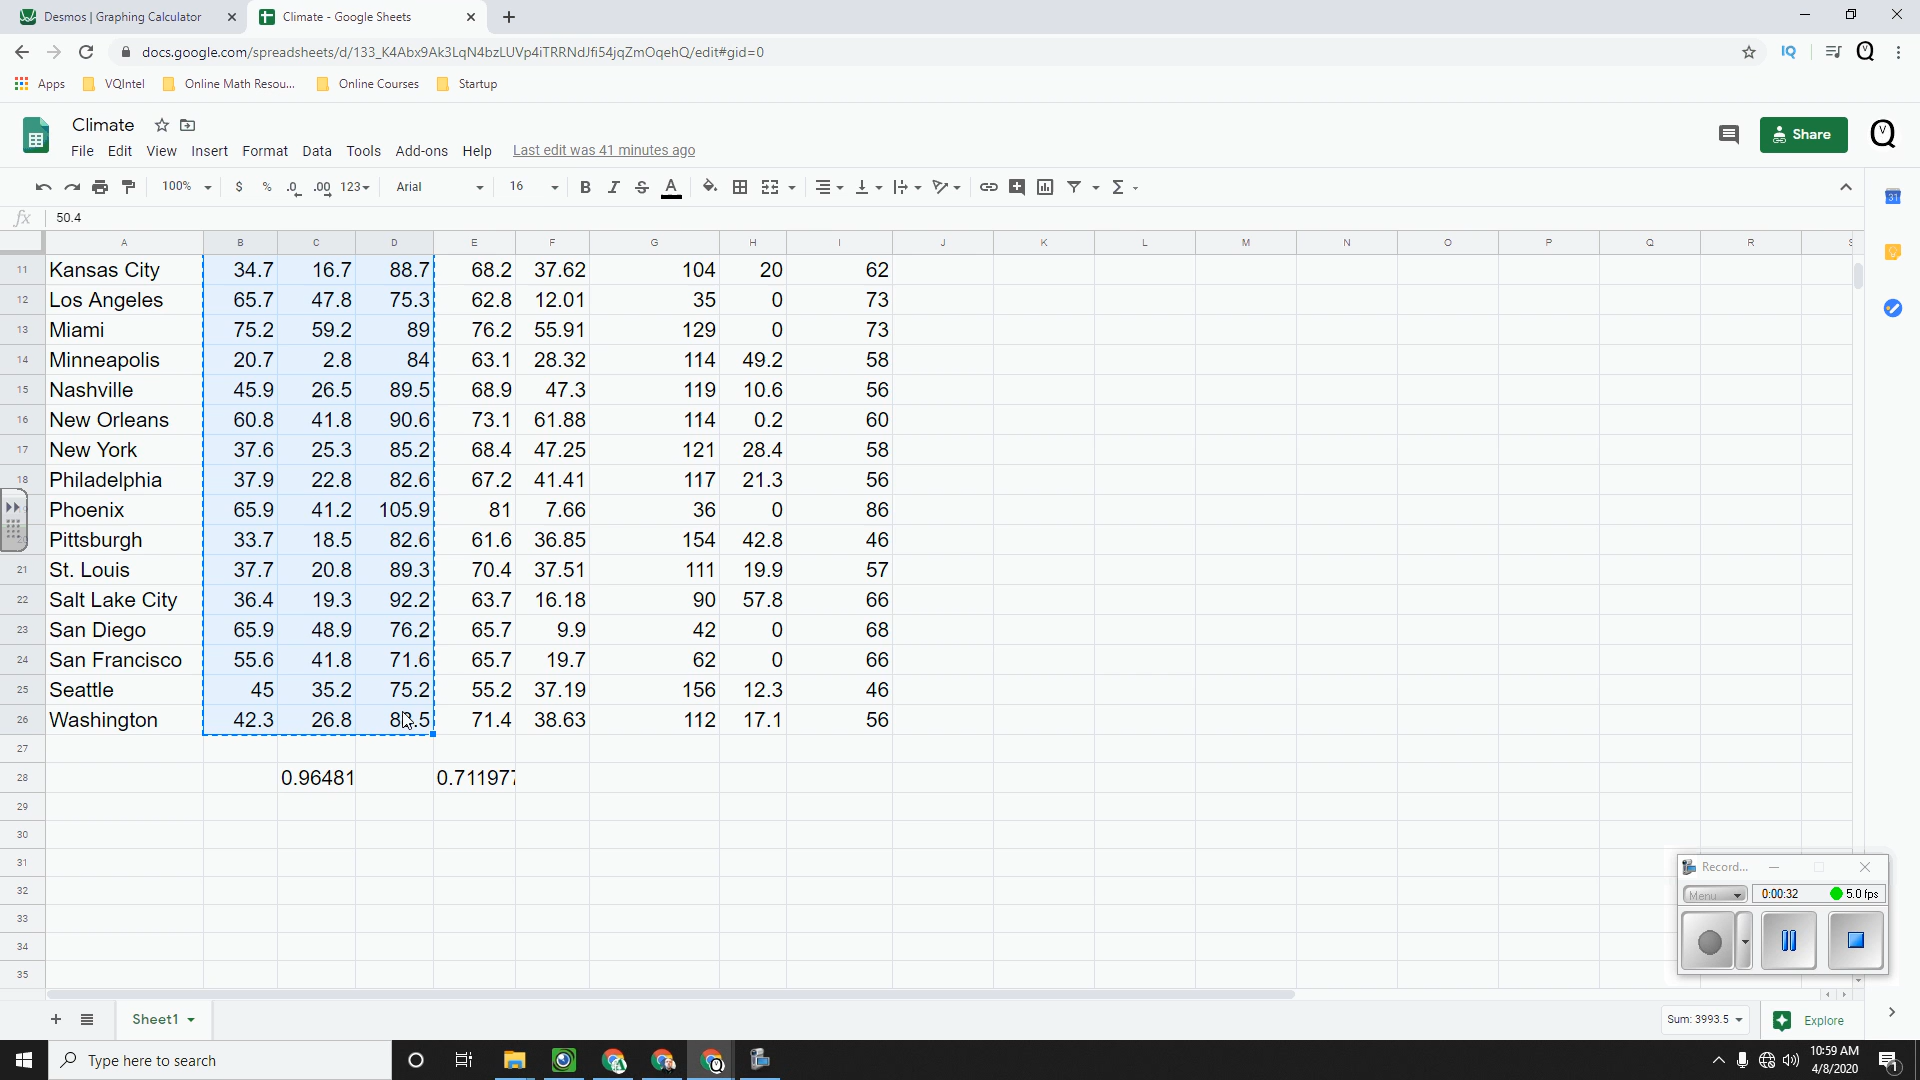 Desmos | Graphing Calculator
Climate - Google Sheets
docs.google.com/spreadsheets/d/133_K4Abx9Ak3LqN4bzLUVp4iTRRNdJfi54jqZmOqehQ/edit#gid=0
IQ
Apps VQIntel Online Math Resou... Online Courses Startup
Climate
Share
File Edit View Insert Format Data Tools Add-ons Help Last edit was 41 minutes ago
100% $ % .0 .00 123 Arial 16 B I S A
31
fx 50.4
A B C D E F G H I J K L M N O P Q R S
11 Kansas City 34.7 16.7 88.7 68.2 37.62 104 20 62
12 Los Angeles 65.7 47.8 75.3 62.8 12.01 35 0 73
13 Miami 75.2 59.2 89 76.2 55.91 129 0 73
14 Minneapolis 20.7 2.8 84 63.1 28.32 114 49.2 58
15 Nashville 45.9 26.5 89.5 68.9 47.3 119 10.6 56
16 New Orleans 60.8 41.8 90.6 73.1 61.88 114 0.2 60
17 New York 37.6 25.3 85.2 68.4 47.25 121 28.4 58
18 Philadelphia 37.9 22.8 82.6 67.2 41.41 117 21.3 56
Phoenix 65.9 41.2 105.9 81 7.66 36 0 86
Pittsburgh 33.7 18.5 82.6 61.6 36.85 154 42.8 46
21 St. Louis 37.7 20.8 89.3 70.4 37.51 111 19.9 57
22 Salt Lake City 36.4 19.3 92.2 63.7 16.18 90 57.8 66
23 San Diego 65.9 48.9 76.2 65.7 9.9 42 0 68
24 San Francisco 55.6 41.8 71.6 65.7 19.7 62 0 66
25 Seattle 45 35.2 75.2 55.2 37.19 156 12.3 46
26 Washington 42.3 26.8 71.4 38.63 112 17.1 56
27
28 0.96481 0.711977
29
30
31
32
33
34
35
Record...
Menu 0:00:32 5.0 fps
Sheet1
Sum: 3993.5
Explore
Type here to search
10:59 AM
4/8/2020
1